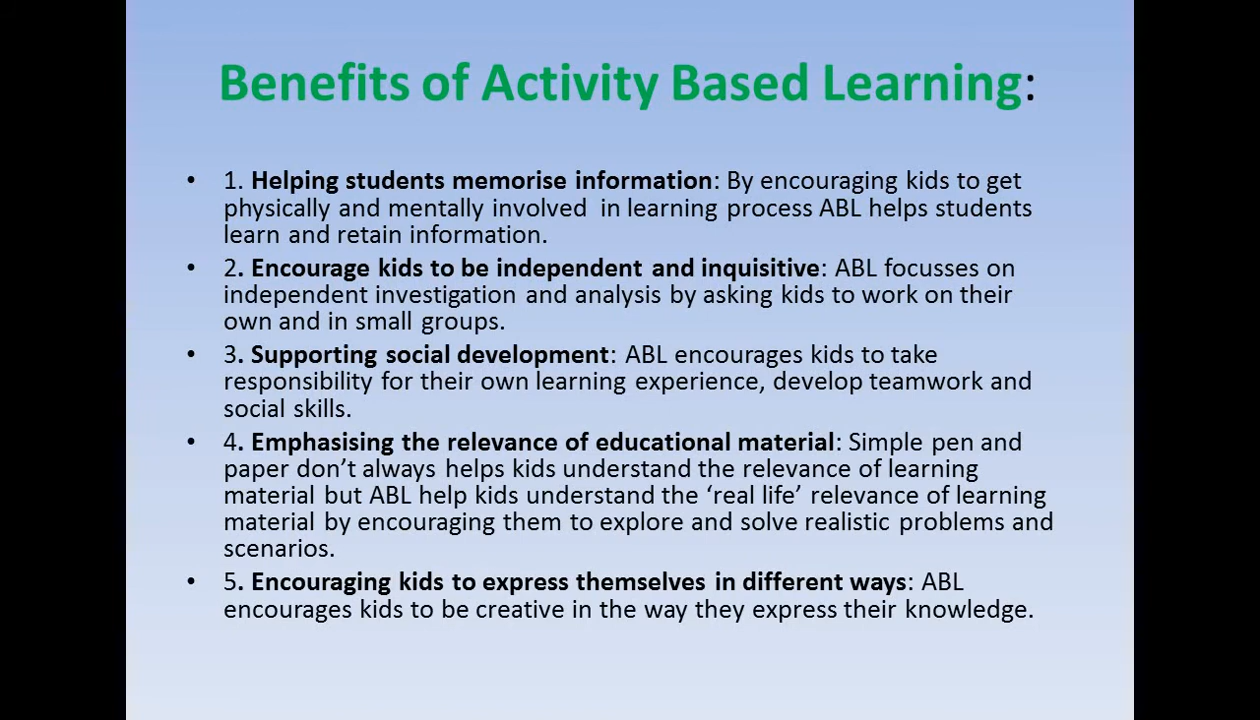 Benefits of Activity Based Learning:
• 1. Helping students memorise information: By encouraging kids to get
physically and mentally involved in learning process ABL helps students
learn and retain information.
• 2. Encourage kids to be independent and inquisitive: ABL focusses on
independent investigation and analysis by asking kids to work on their
own and in small groups.
• 3. Supporting social development: ABL encourages kids to take
responsibility for their own learning experience, develop teamwork and
social skills.
• 4. Emphasising the relevance of educational material: Simple pen and
paper don’t always helps kids understand the relevance of learning
material but ABL help kids understand the ‘real life’ relevance of learning
material by encouraging them to explore and solve realistic problems and
scenarios.
• 5. Encouraging kids to express themselves in different ways: ABL
encourages kids to be creative in the way they express their knowledge.